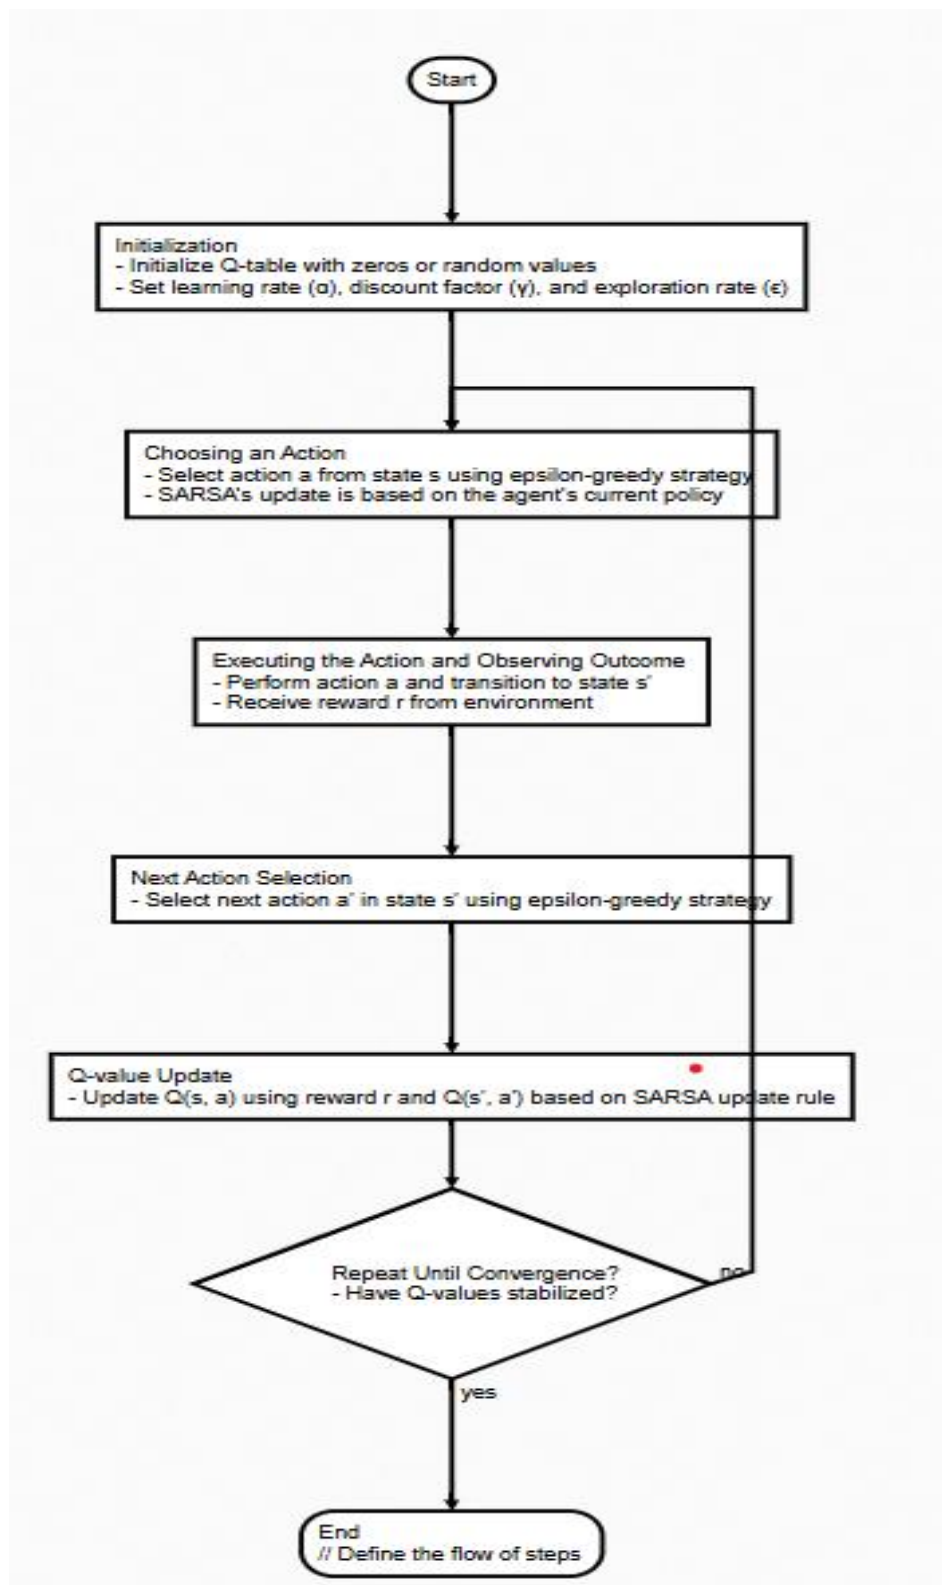 Start
Initialization
- Initialize Q-table with zeros or random values
- Set learning rate (α), discount factor (γ), and exploration rate (ϵ)
Choosing an Action
- Select action a from state s using epsilon-greedy strategy
- SARSA's update is based on the agent's current policy
Executing the Action and Observing Outcome
- Perform action a and transition to state s'
- Receive reward r from environment
Next Action Selection
- Select next action a' in state s' using epsilon-greedy strategy
Q-value Update
- Update Q(s, a) using reward r and Q(s', a') based on SARSA update rule
Repeat Until Convergence?
- Have Q-values stabilized?
no
yes
End
// Define the flow of steps